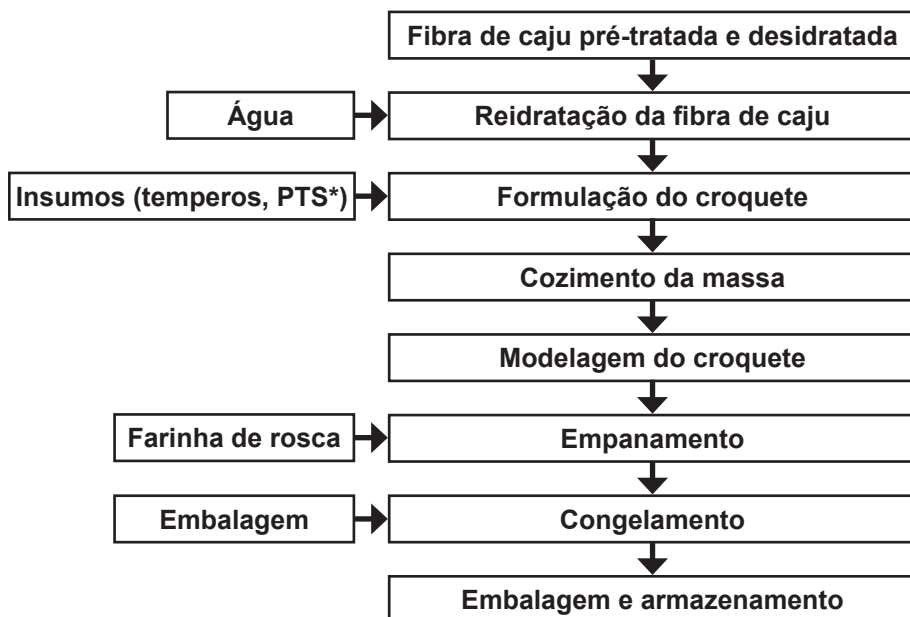 Fibra de caju pré-tratada e desidratada
Água
Reidratação da fibra de caju
Insumos (temperos, PTS*)
Formulação do croquete
Cozimento da massa
Modelagem do croquete
Farinha de rosca
Empanamento
Embalagem
Congelamento
Embalagem e armazenamento